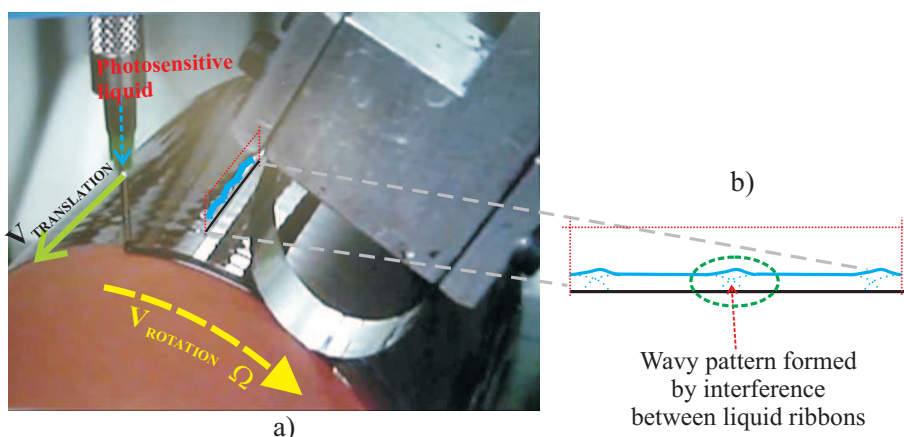 Photosensitive
liquid
V TRANSLATION
V ROTATION Ω
a)
b)
Wavy pattern formed
by interference
between liquid ribbons